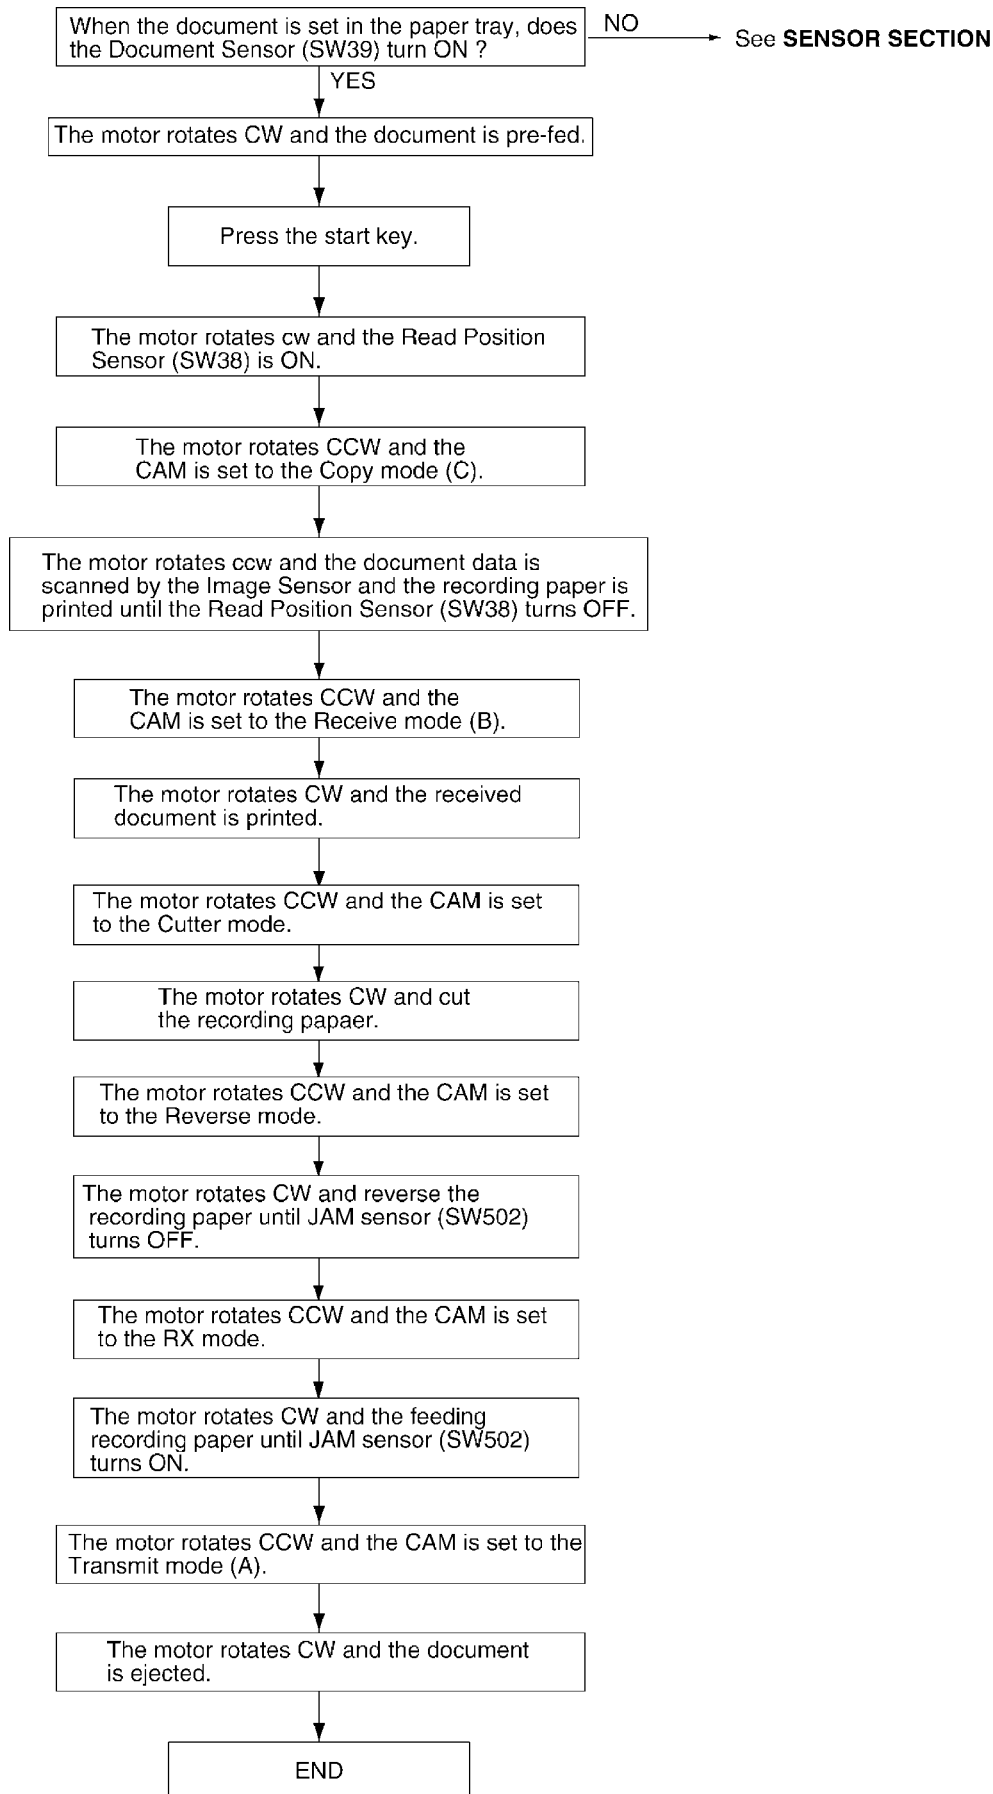 When the document is set in the paper tray, does
the Document Sensor (SW39) turn ON ?
NO
See SENSOR SECTION
YES
The motor rotates CW and the document is pre-fed.
Press the start key.
The motor rotates cw and the Read Position
Sensor (SW38) is ON.
The motor rotates CCW and the
CAM is set to the Copy mode (C).
The motor rotates ccw and the document data is
scanned by the Image Sensor and the recording paper is
printed until the Read Position Sensor (SW38) turns OFF.
The motor rotates CCW and the
CAM is set to the Receive mode (B).
The motor rotates CW and the received
document is printed.
The motor rotates CCW and the CAM is set
to the Cutter mode.
The motor rotates CW and cut
the recording papaer.
The motor rotates CCW and the CAM is set
to the Reverse mode.
The motor rotates CW and reverse the
recording paper until JAM sensor (SW502)
turns OFF.
The motor rotates CCW and the CAM is set
to the RX mode.
The motor rotates CW and the feeding
recording paper until JAM sensor (SW502)
turns ON.
The motor rotates CCW and the CAM is set to the
Transmit mode (A).
The motor rotates CW and the document
is ejected.
END